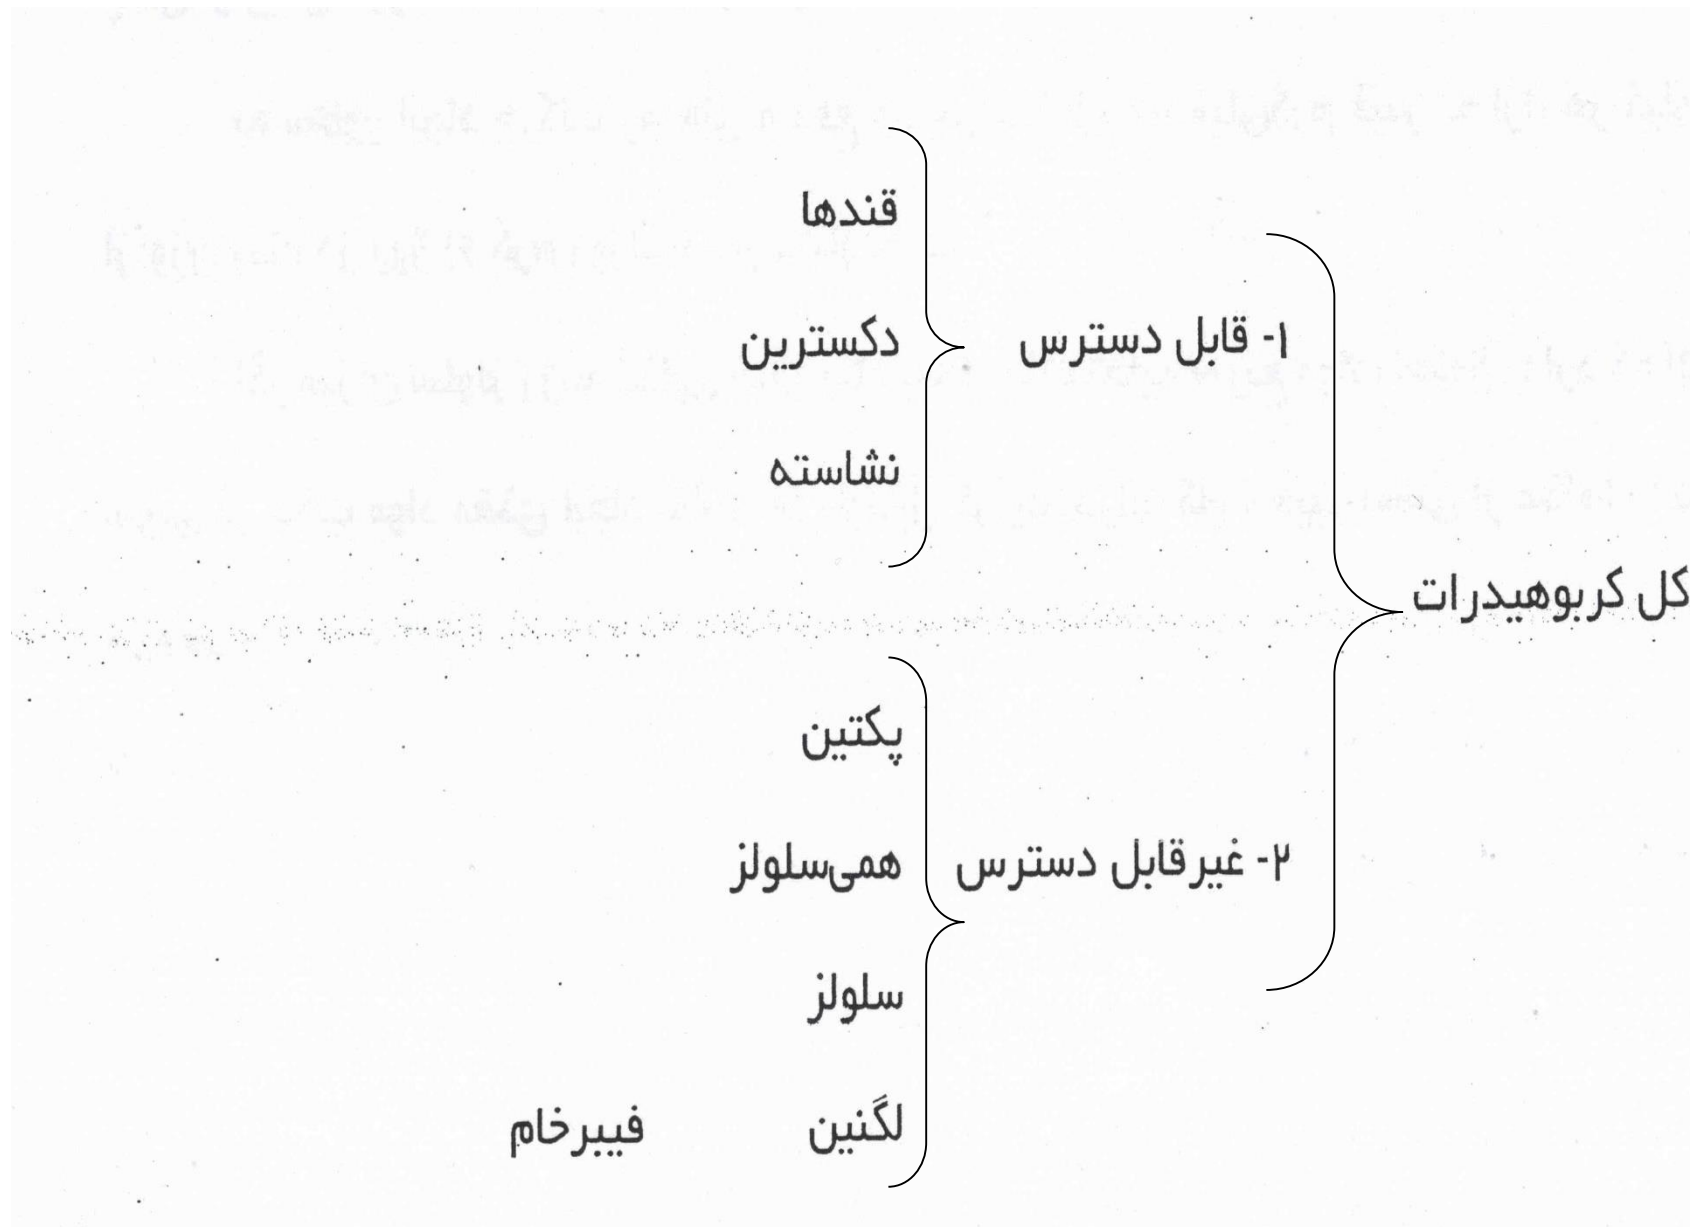 کل کربوهیدرات
۱- قابل دسترس
قندها
دکسترین
نشاسته
۲- غیرقابل دسترس
پکتین
همی‌سلولز
سلولز
لگنین فیبرخام